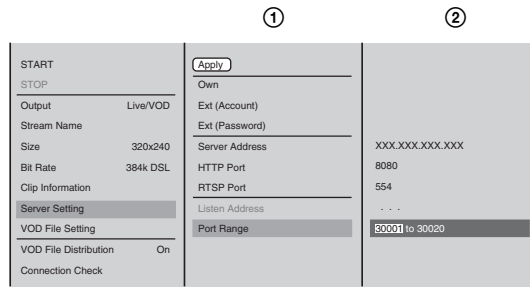 ① ②
START
STOP
Output Live/VOD
Stream Name
Size 320x240
Bit Rate 384k DSL
Clip Information
Server Setting
VOD File Setting
VOD File Distribution On
Connection Check
Apply
Own
Ext (Account)
Ext (Password)
Server Address XXX.XXX.XXX.XXX
HTTP Port 8080
RTSP Port 554
Listen Address . . .
Port Range 30001 to 30020